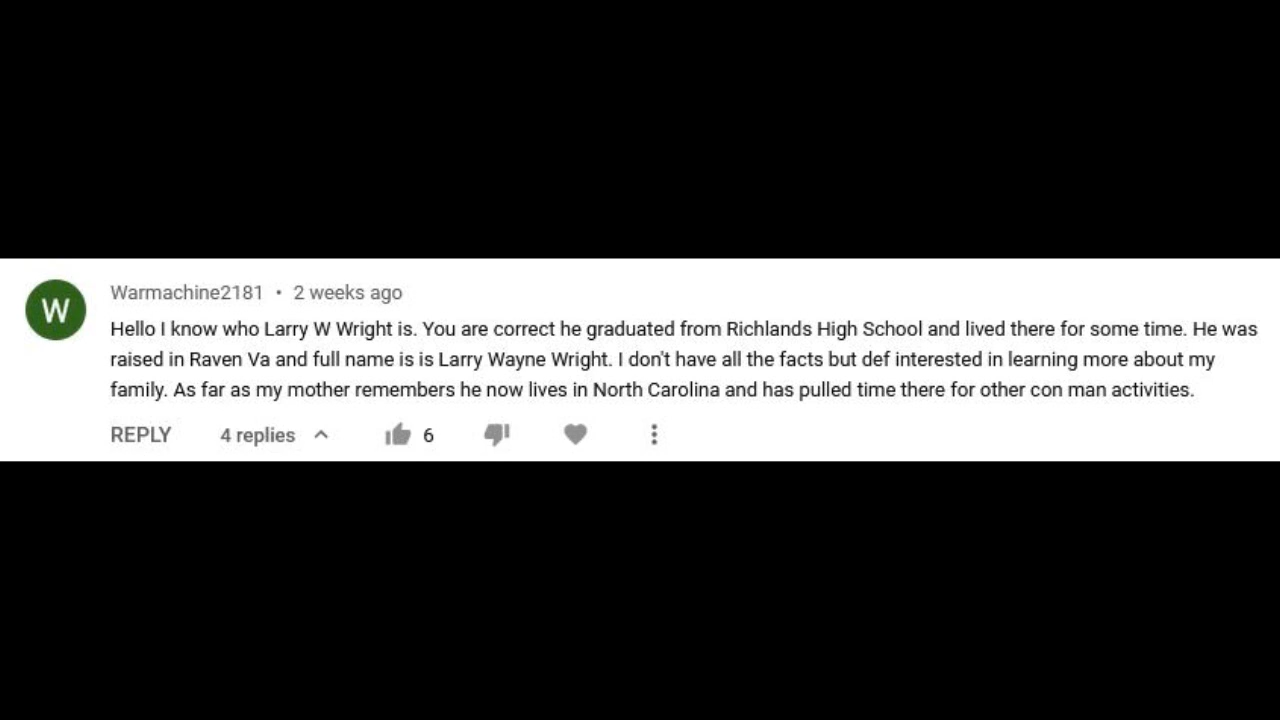 W
Warmachine2181 • 2 weeks ago
Hello I know who Larry W Wright is. You are correct he graduated from Richlands High School and lived there for some time. He was
raised in Raven Va and full name is is Larry Wayne Wright. I don't have all the facts but def interested in learning more about my
family. As far as my mother remembers he now lives in North Carolina and has pulled time there for other con man activities.
REPLY 4 replies 6